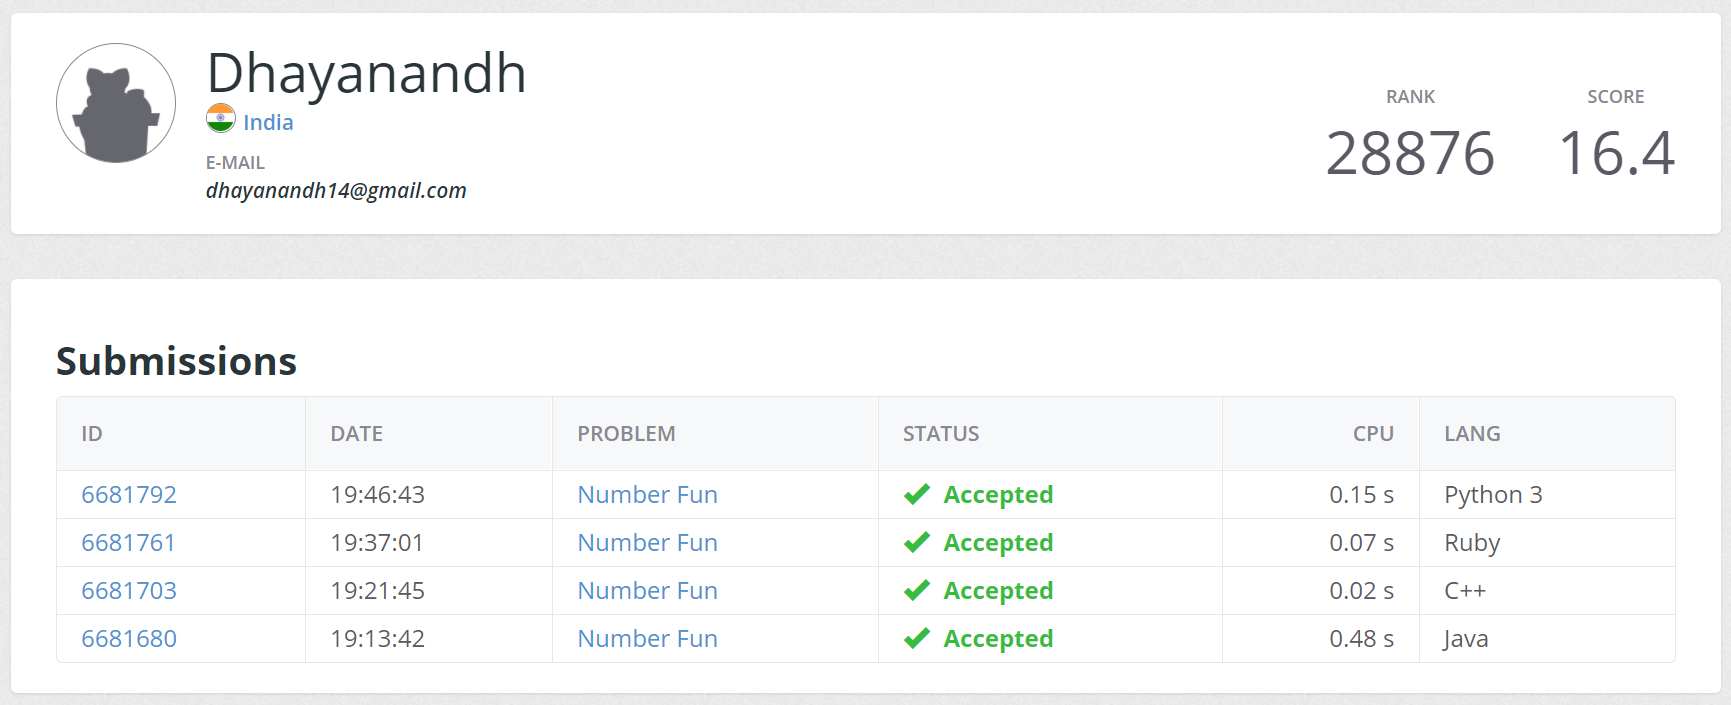 Dhayanandh
India
E-MAIL
dhayanandh14@gmail.com
RANK SCORE
28876 16.4
Submissions
ID DATE PROBLEM STATUS CPU LANG
6681792 19:46:43 Number Fun Accepted 0.15 s Python 3
6681761 19:37:01 Number Fun Accepted 0.07 s Ruby
6681703 19:21:45 Number Fun Accepted 0.02 s C++
6681680 19:13:42 Number Fun Accepted 0.48 s Java